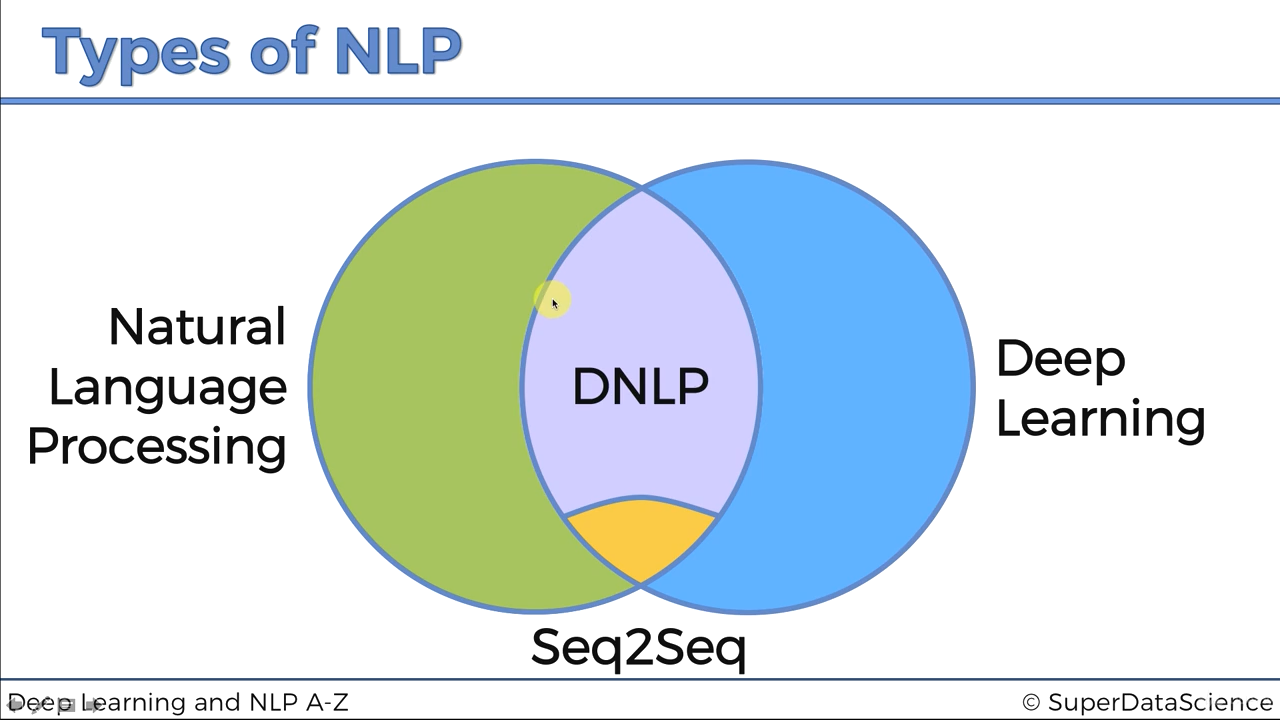 Types of NLP
Natural
Language
Processing
DNLP
Deep
Learning
Seq2Seq
Deep Learning and NLP A-Z
© SuperDataScience